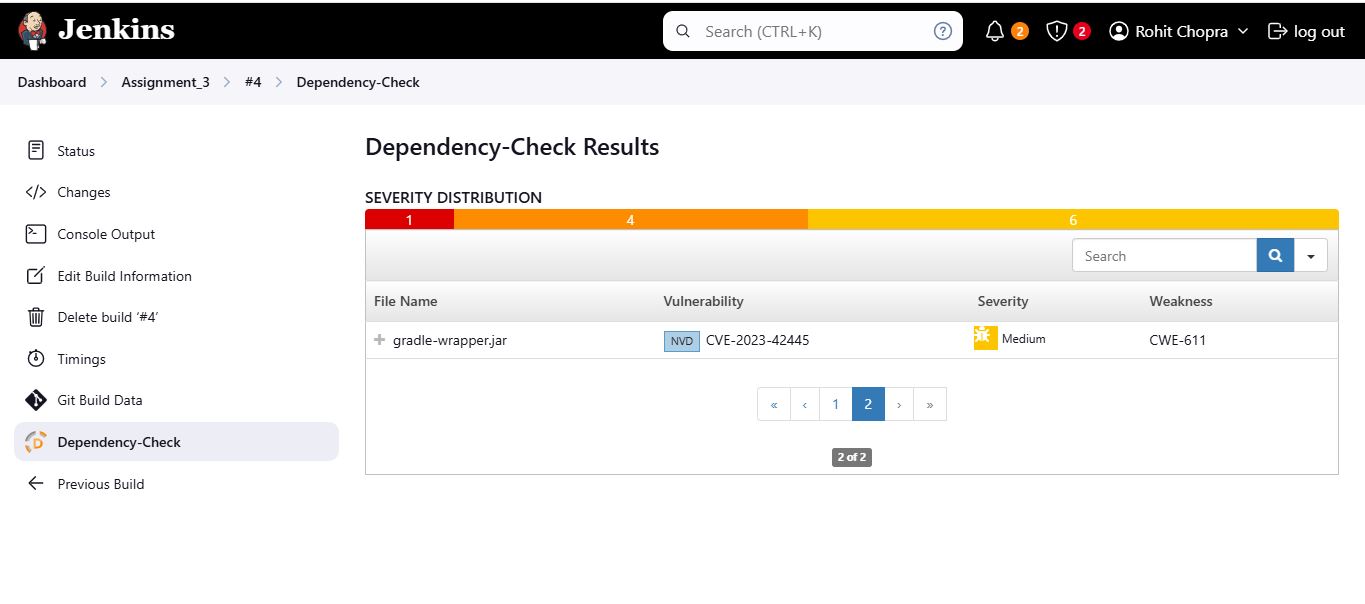 Jenkins
Search (CTRL+K)
?
2
2
Rohit Chopra
log out
Dashboard > Assignment_3 > #4 > Dependency-Check
Status
Changes
Console Output
Edit Build Information
Delete build ‘#4’
Timings
Git Build Data
Dependency-Check
Previous Build
Dependency-Check Results
SEVERITY DISTRIBUTION
1 4 6
Search
File Name Vulnerability Severity Weakness
+ gradle-wrapper.jar NVD CVE-2023-42445 Medium CWE-611
« ‹ 1 2 › »
2 of 2